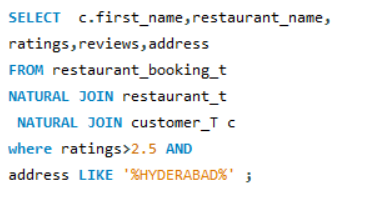 SELECT  c.first_name,restaurant_name,
ratings,reviews,address
FROM restaurant_booking_t
NATURAL JOIN restaurant_t
 NATURAL JOIN customer_T c
where ratings>2.5 AND
address LIKE '%HYDERABAD%' ;